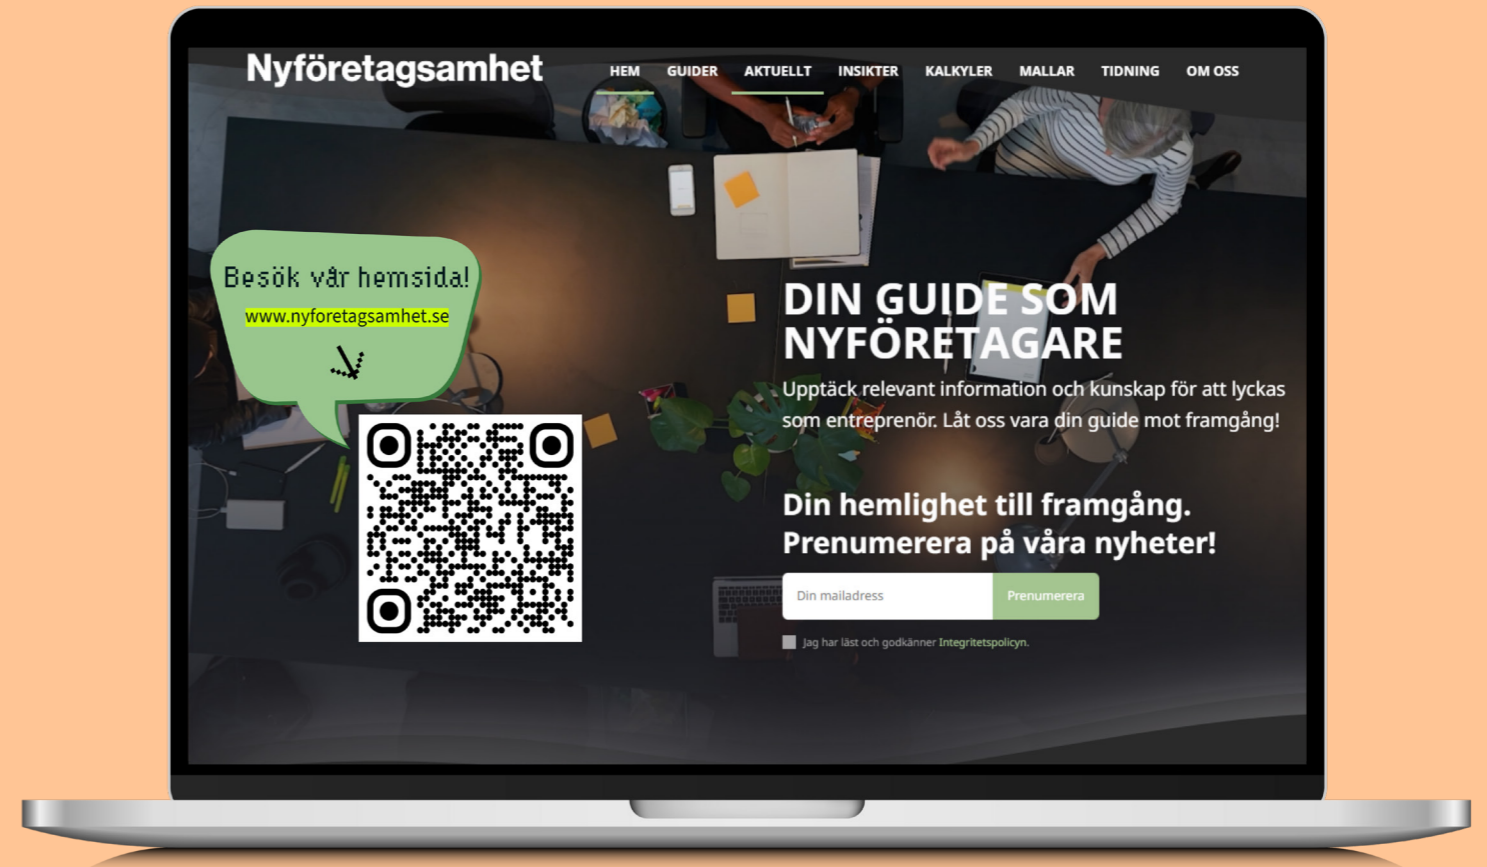 Nyföretagsamhet
HEM GUIDER AKTUELLT INSIKTER KALKYLER MALLAR TIDNING OM OSS
Besök vår hemsida!
www.nyforetagsamhet.se
DIN GUIDE SOM
NYFÖRETAGARE
Upptäck relevant information och kunskap för att lyckas
som entreprenör. Låt oss vara din guide mot framgång!
Din hemlighet till framgång.
Prenumerera på våra nyheter!
Din mailadress Prenumerera
Jag har läst och godkänner Integritetspolicyn.